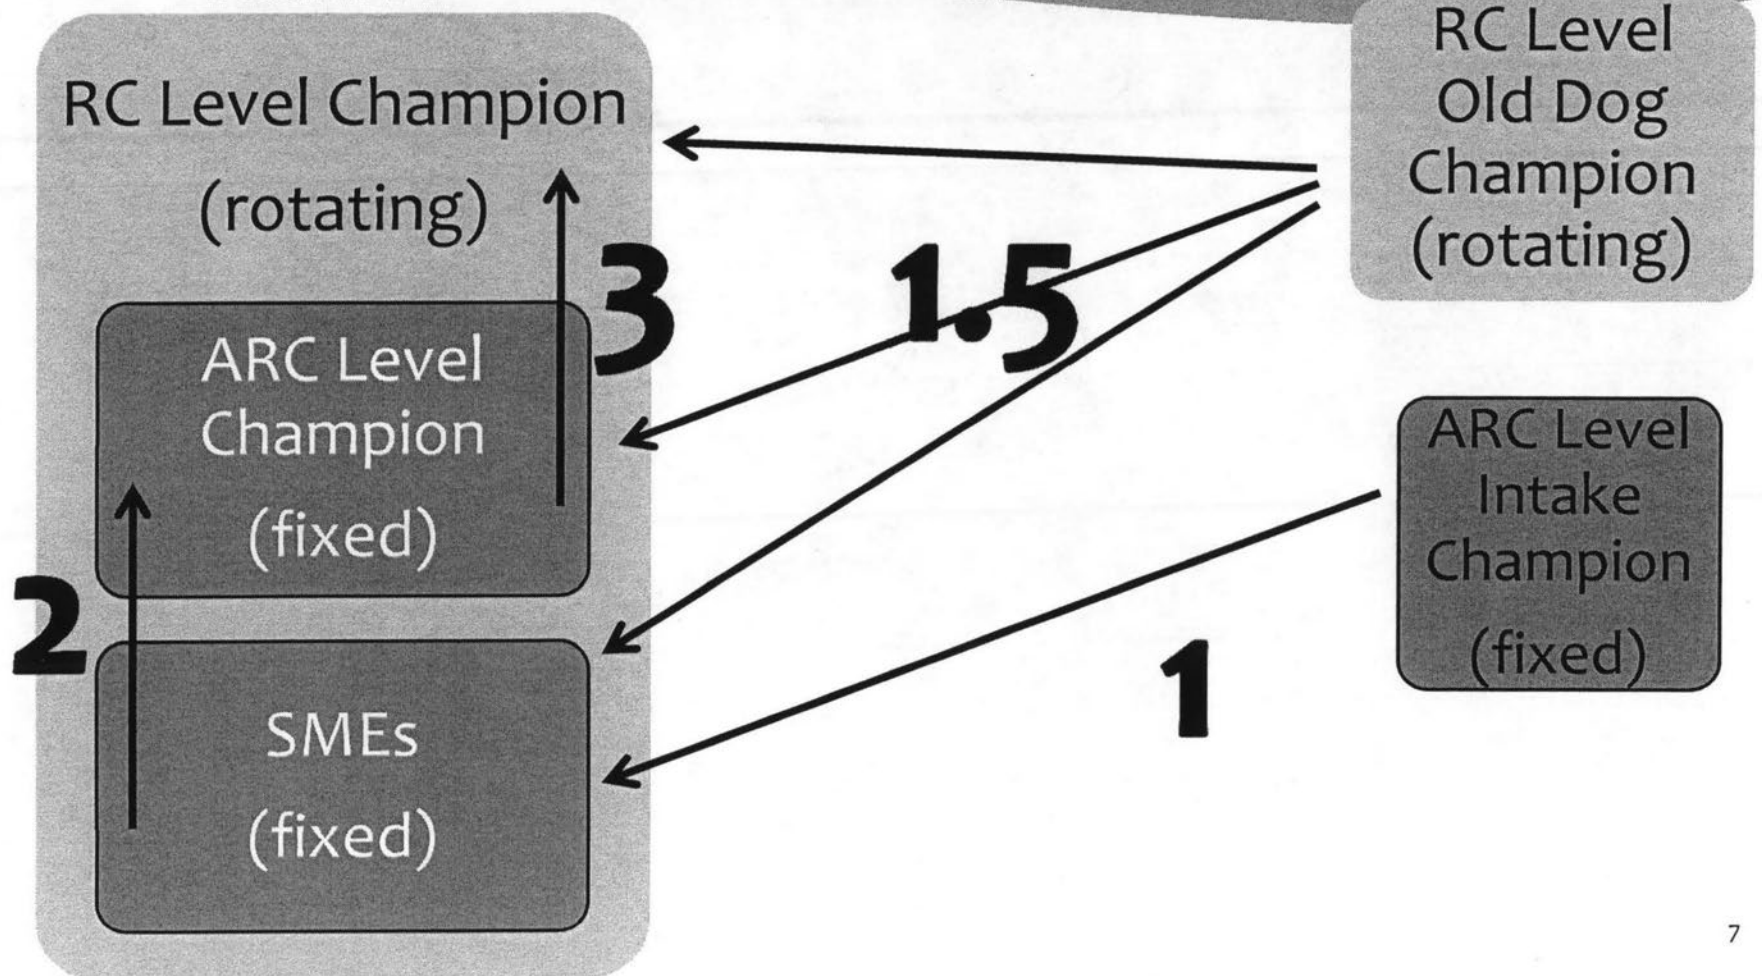 RC Level Champion
(rotating)
3
ARC Level
Champion
(fixed)
2
SMEs
(fixed)
1.5
1
RC Level
Old Dog
Champion
(rotating)
ARC Level
Intake
Champion
(fixed)
7